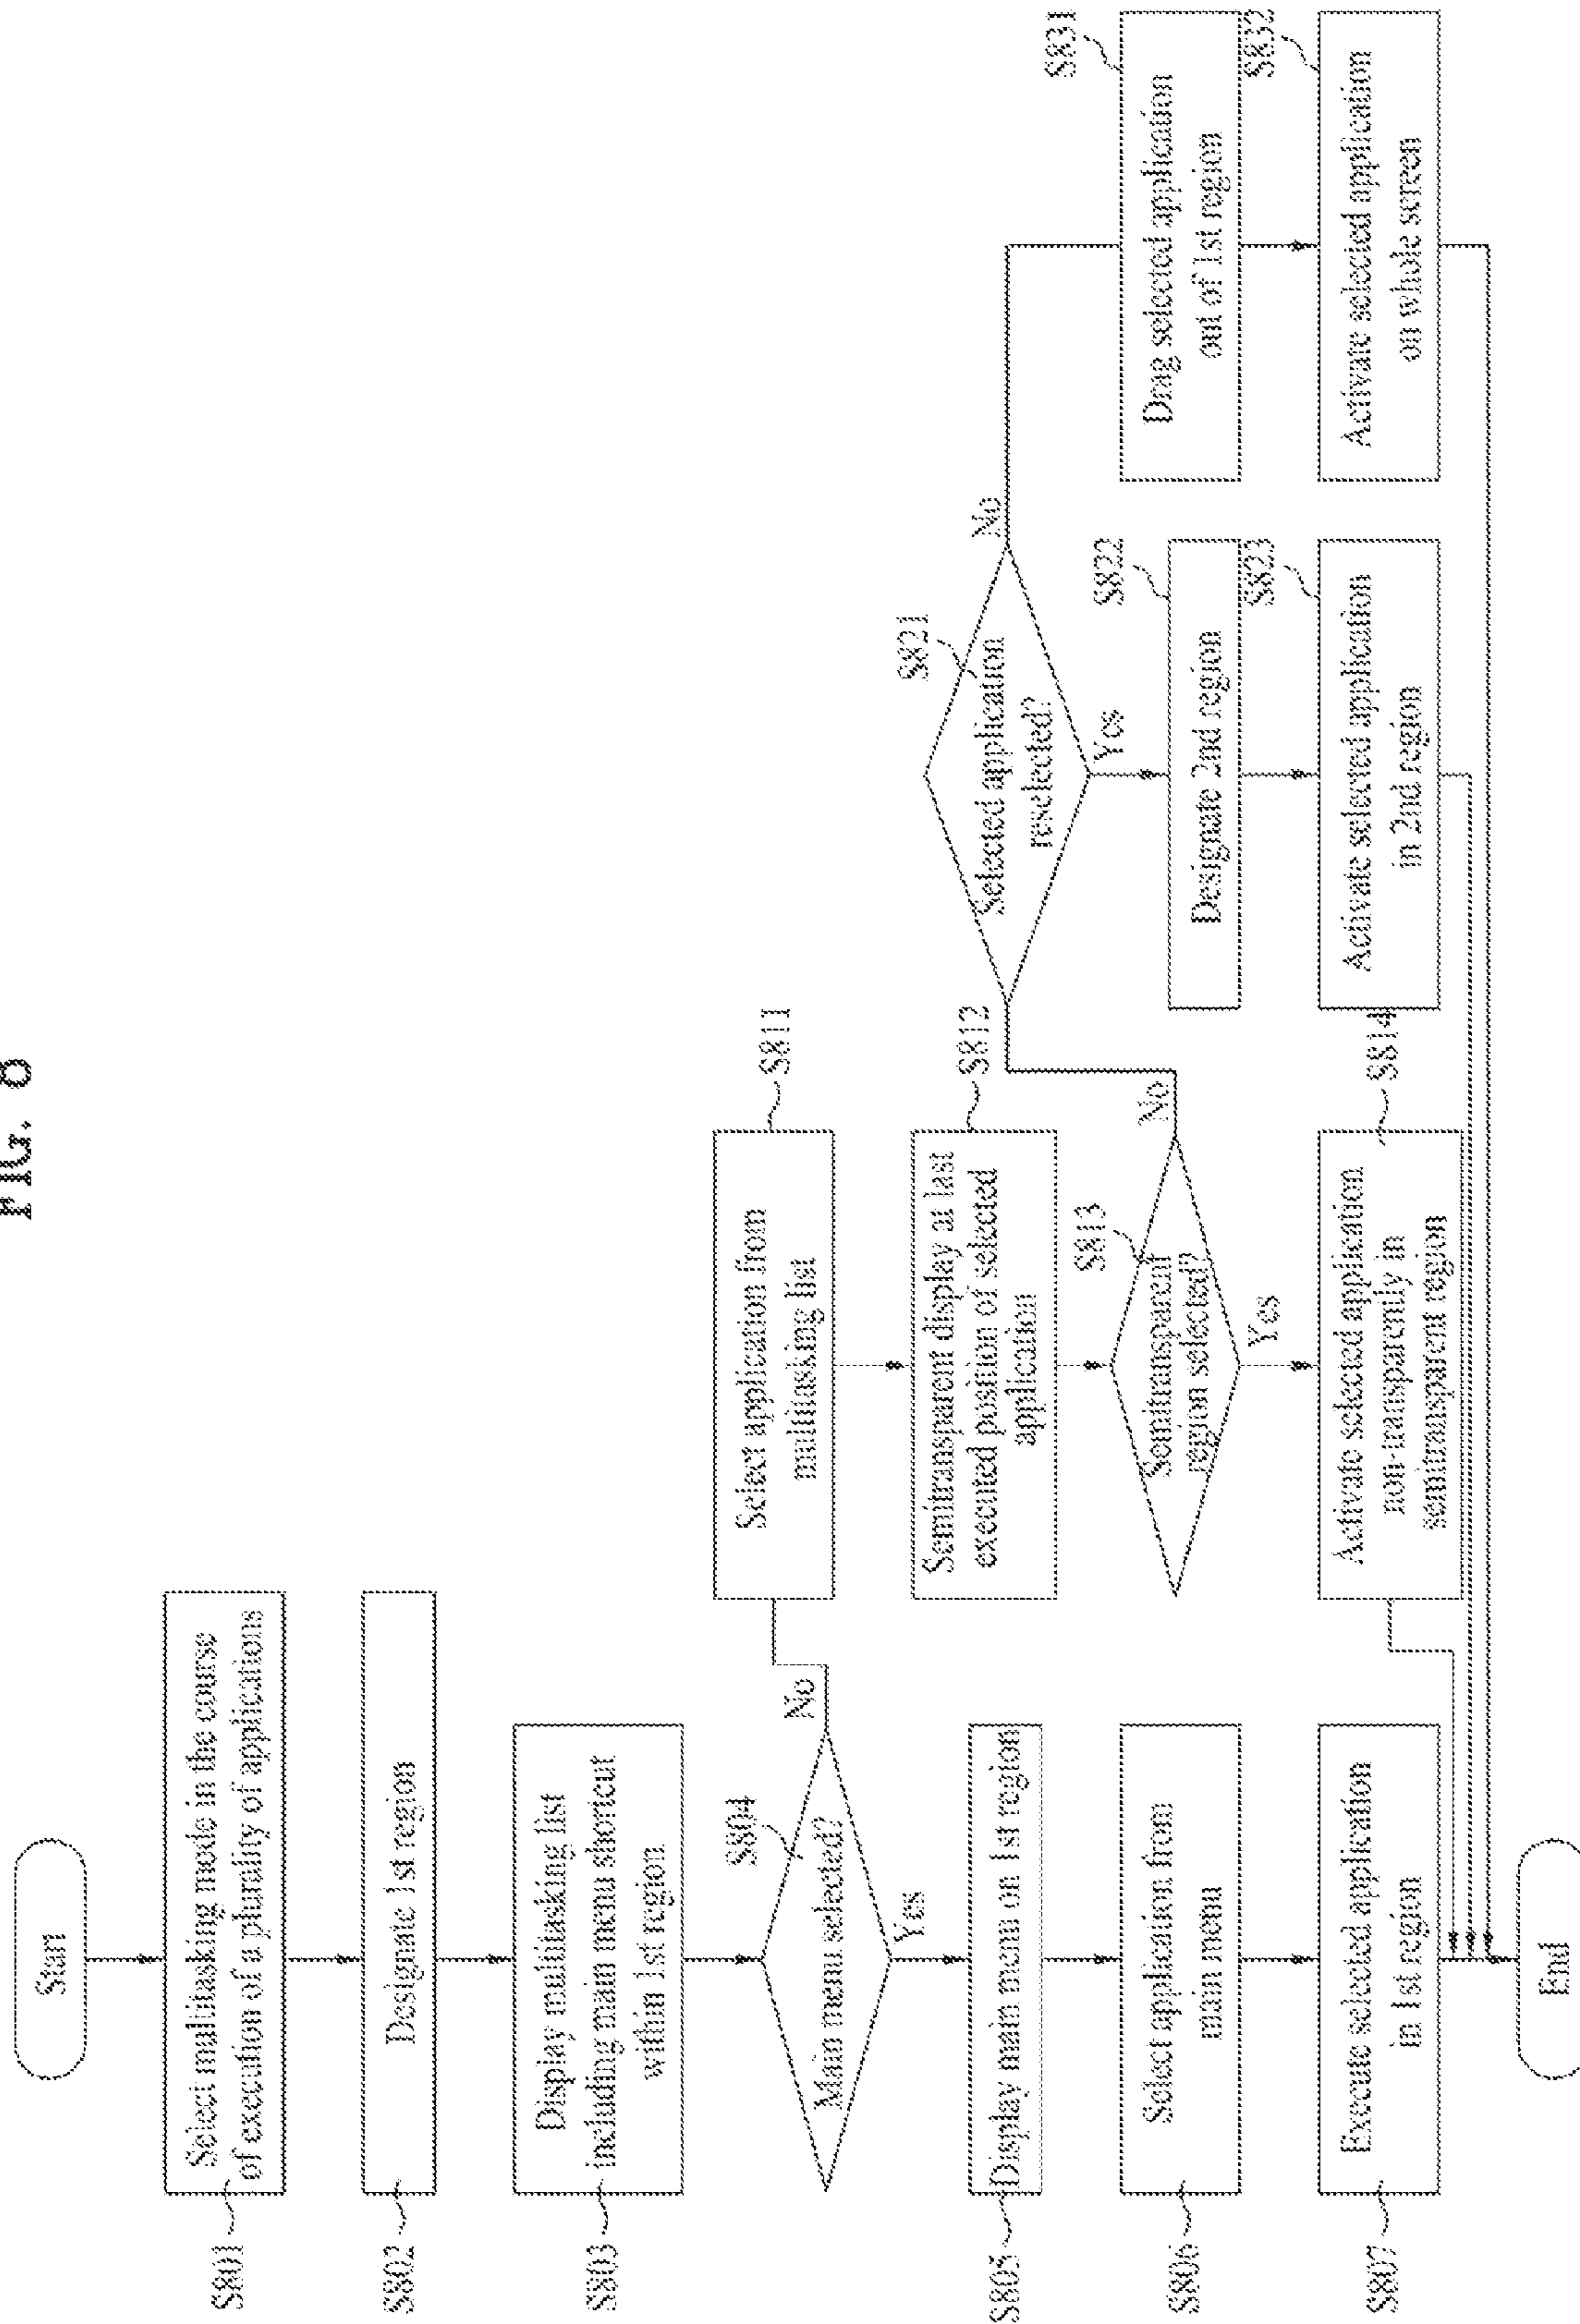 FIG. 8
Start
Select multitasking mode in the course
of execution of a plurality of applications
S801
Designate 1st region
S802
Display multitasking list
including main menu shortcut
within 1st region
S803
Main menu selected?
S804
Yes
No
Display main menu on 1st region
S805
Select application from
main menu
S806
Execute selected application
in 1st region
S807
Select application from
multitasking list
S811
Semitransparent display at last
executed position of selected
application
S812
Semitransparent
region selected?
S813
Yes
No
Activate selected application
non-transparently in
semitransparent region
S814
Selected application
reselected?
S821
Yes
No
Designate 2nd region
S822
Activate selected application
in 2nd region
S823
Drag selected application
out of 1st region
S831
Activate selected application
on whole screen
S832
End